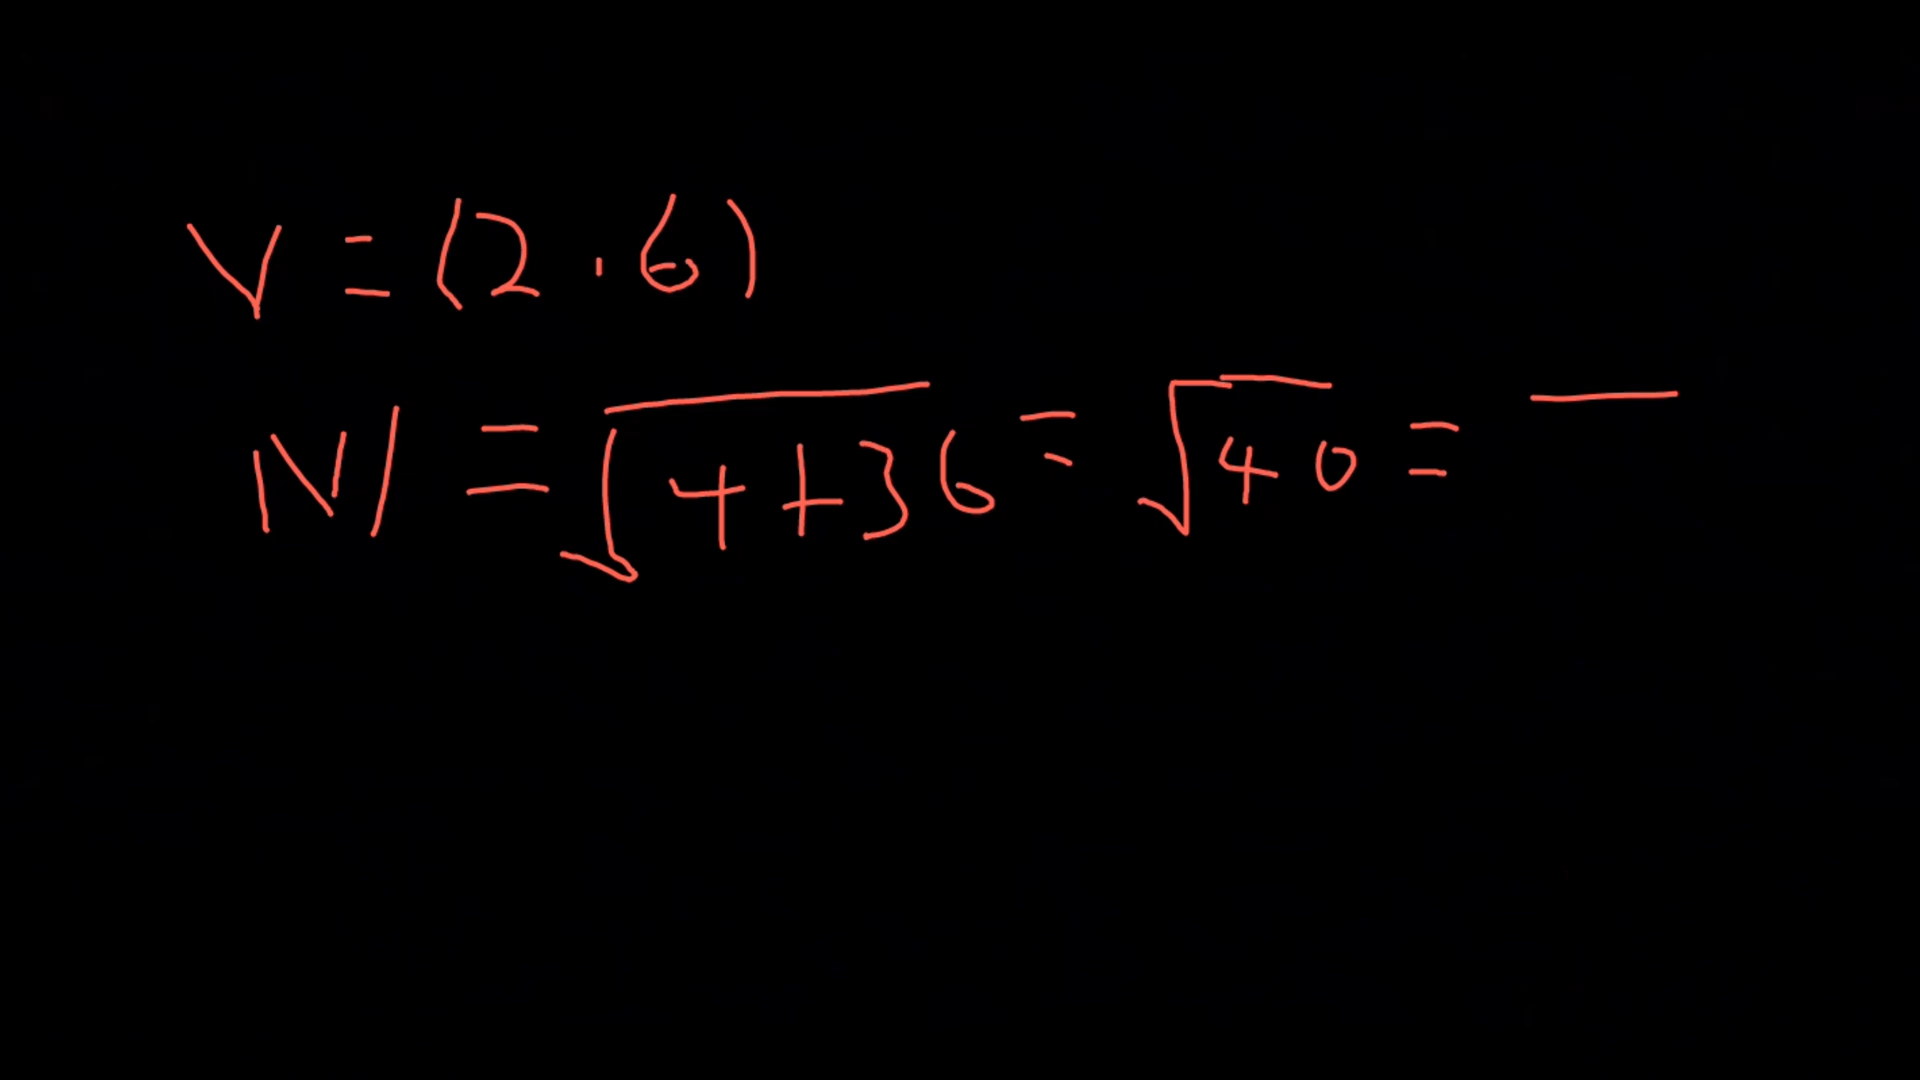 V = (2.6)
|V| = √4+36 = √40 =